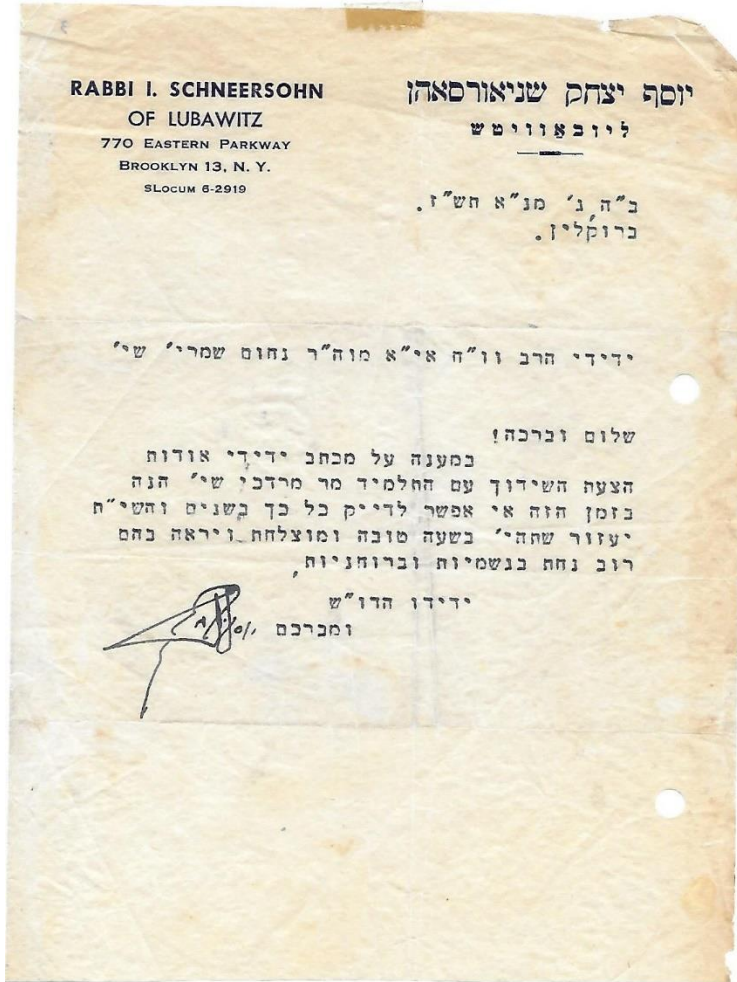 RABBI I. SCHNEERSOHN
OF LUBAWITZ
770 EASTERN PARKWAY
BROOKLYN 13, N. Y.
SLOCUM 6-2919
יוסף יצחק שניאורסאהן
ליובאוויטש
ב"ה, ג' מנ"א תש"ז.
ברוקלין.
ידידי הרב וו"ח אי"א מוה"ר נחום שמרי' שי'
שלום וברכה!
במענה על מכתב ידידי אודות
הצעת השידוך עם התלמיד מר מרדכי שי' הנה
בזמן הזה אי אפשר לדייק כל כך בשנים והשי"ת
יעזור שתהי' בשעה טובה ומוצלחת ויראה בהם
רוב נחת בגשמיות וברוחניות,
ידידו הדו"ש
ומברכם